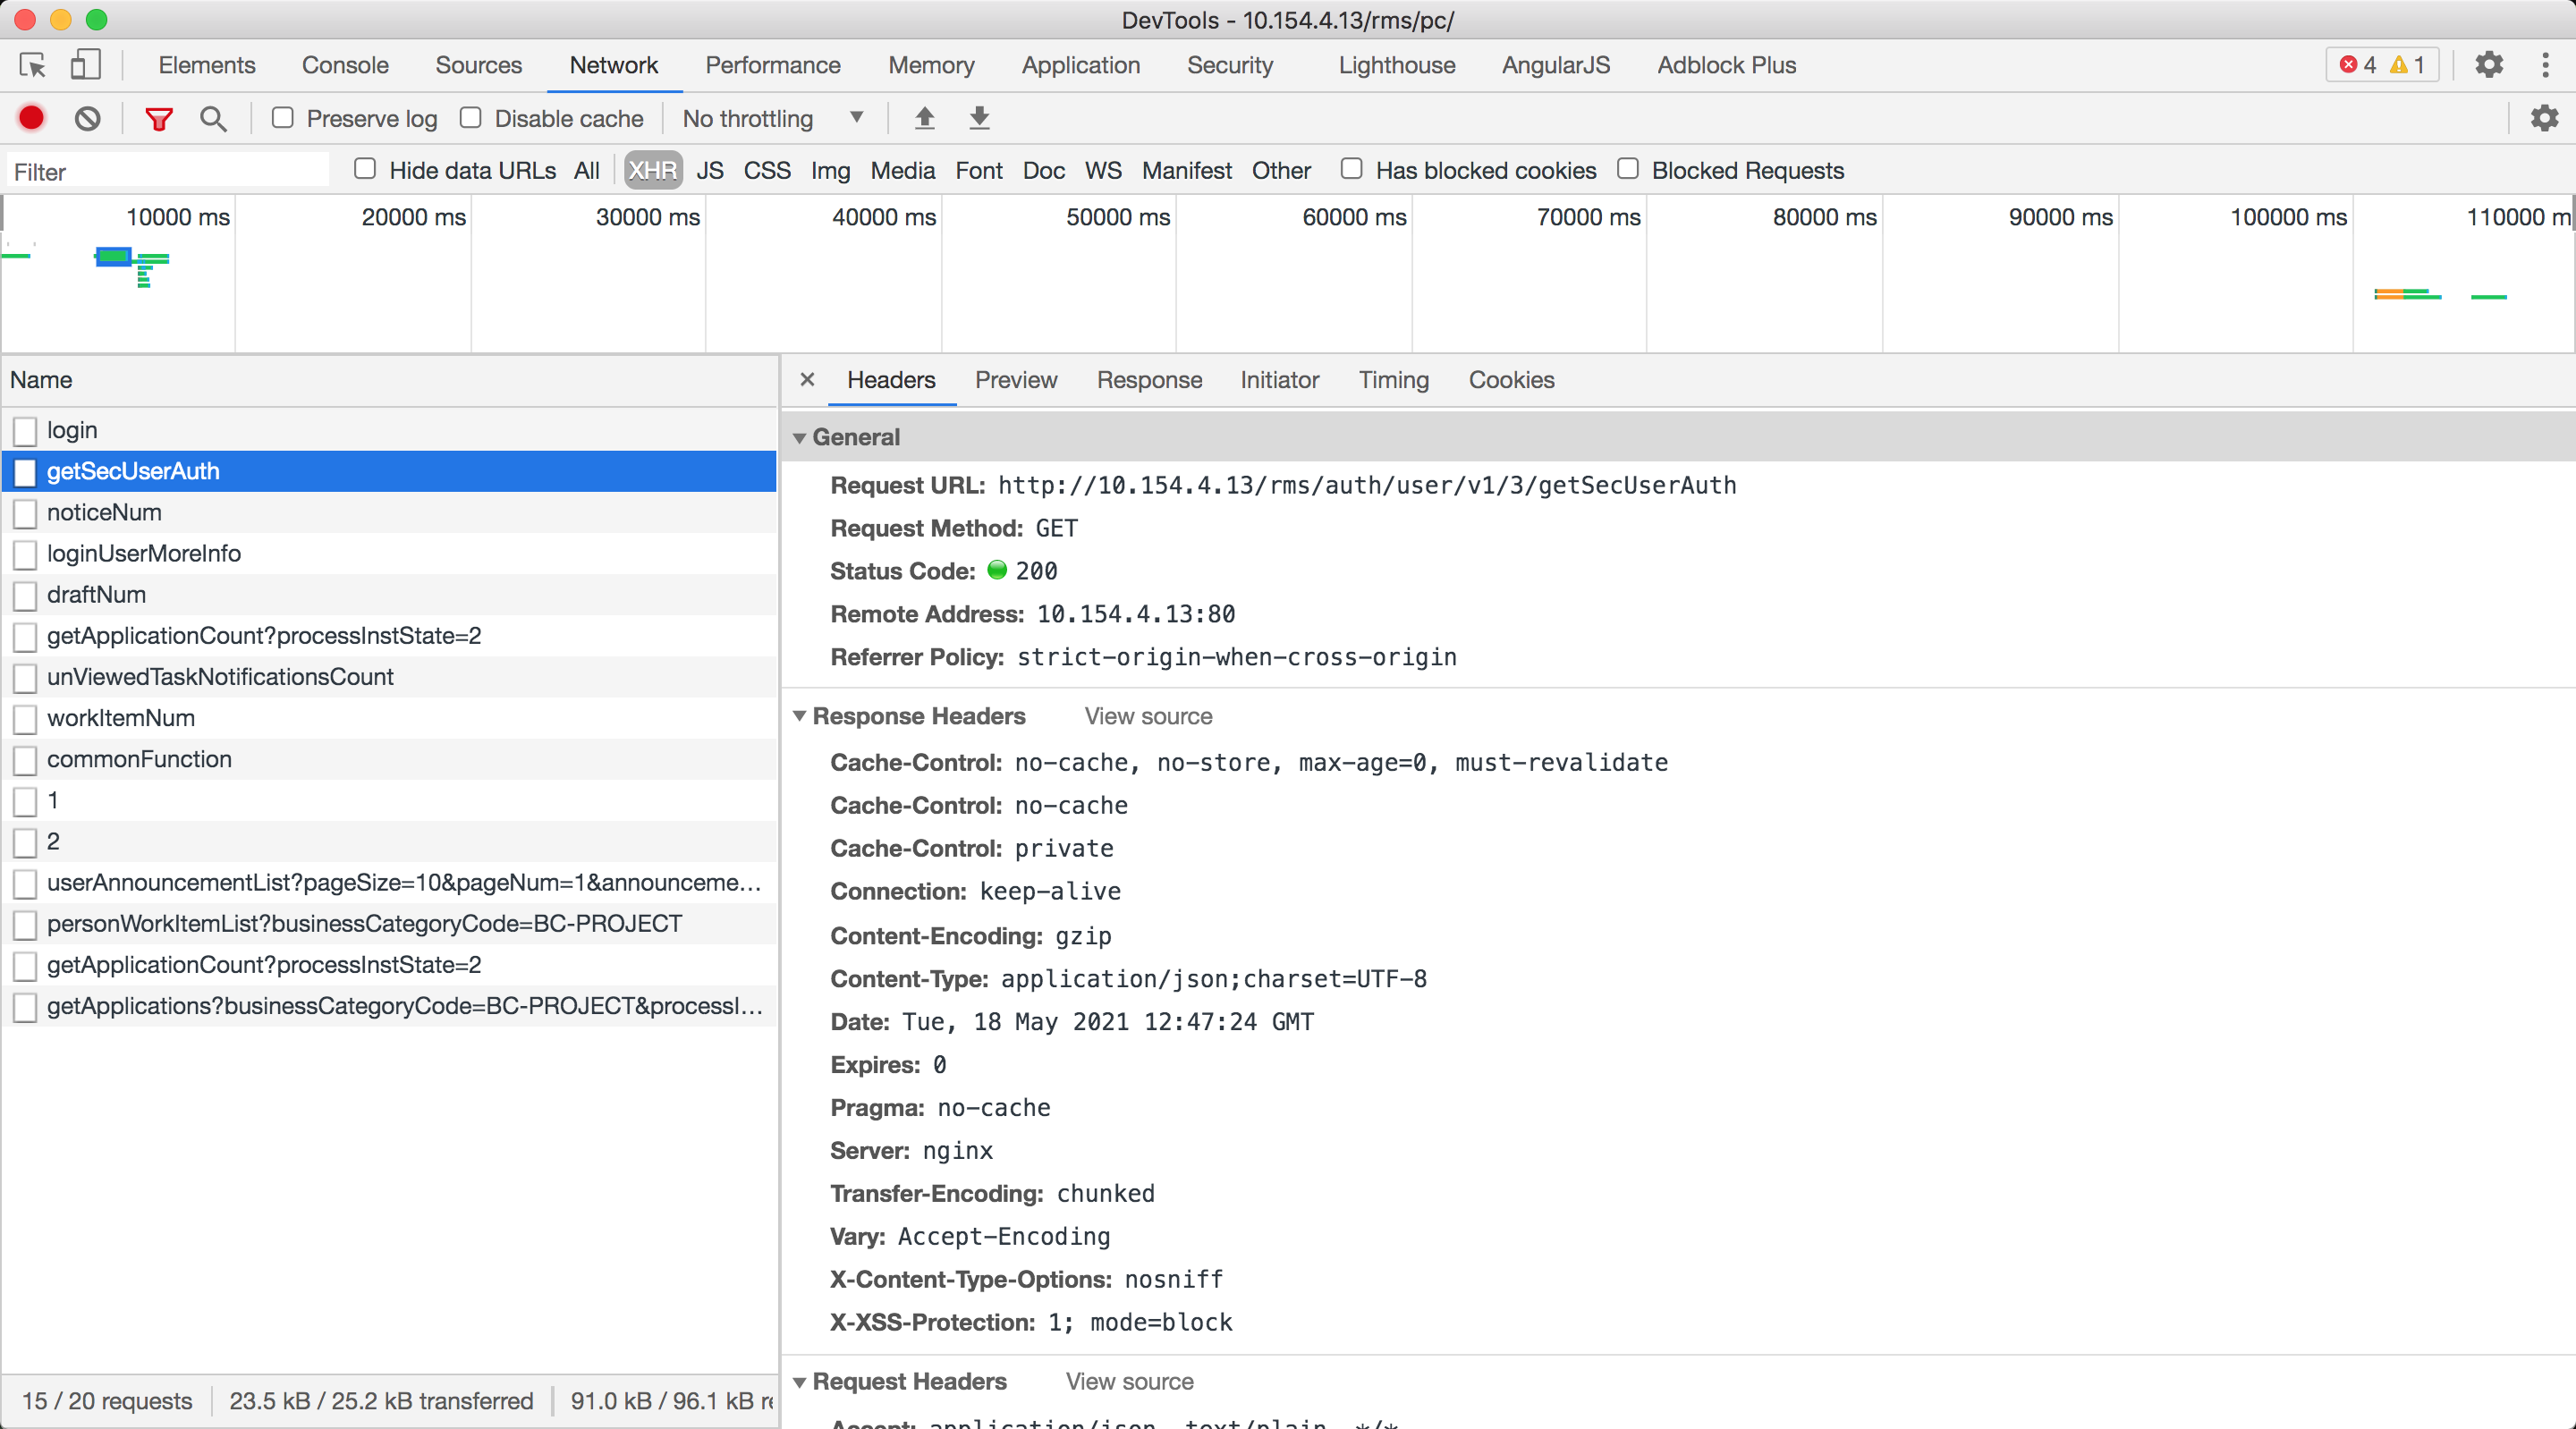 DevTools - 10.154.4.13/rms/pc/
Elements Console Sources Network Performance Memory Application Security Lighthouse AngularJS Adblock Plus 4 1
Preserve log Disable cache No throttling
Filter Hide data URLs All XHR JS CSS Img Media Font Doc WS Manifest Other Has blocked cookies Blocked Requests
10000 ms 20000 ms 30000 ms 40000 ms 50000 ms 60000 ms 70000 ms 80000 ms 90000 ms 100000 ms 110000 m
Name
login
getSecUserAuth
noticeNum
loginUserMoreInfo
draftNum
getApplicationCount?processInstState=2
unViewedTaskNotificationsCount
workItemNum
commonFunction
1
2
userAnnouncementList?pageSize=10&pageNum=1&announceme…
personWorkItemList?businessCategoryCode=BC-PROJECT
getApplicationCount?processInstState=2
getApplications?businessCategoryCode=BC-PROJECT&processI…
15 / 20 requests 23.5 kB / 25.2 kB transferred 91.0 kB / 96.1 kB re
× Headers Preview Response Initiator Timing Cookies
General
Request URL: http://10.154.4.13/rms/auth/user/v1/3/getSecUserAuth
Request Method: GET
Status Code: 200
Remote Address: 10.154.4.13:80
Referrer Policy: strict-origin-when-cross-origin
Response Headers View source
Cache-Control: no-cache, no-store, max-age=0, must-revalidate
Cache-Control: no-cache
Cache-Control: private
Connection: keep-alive
Content-Encoding: gzip
Content-Type: application/json;charset=UTF-8
Date: Tue, 18 May 2021 12:47:24 GMT
Expires: 0
Pragma: no-cache
Server: nginx
Transfer-Encoding: chunked
Vary: Accept-Encoding
X-Content-Type-Options: nosniff
X-XSS-Protection: 1; mode=block
Request Headers View source
Accept: application/json, text/plain, */*